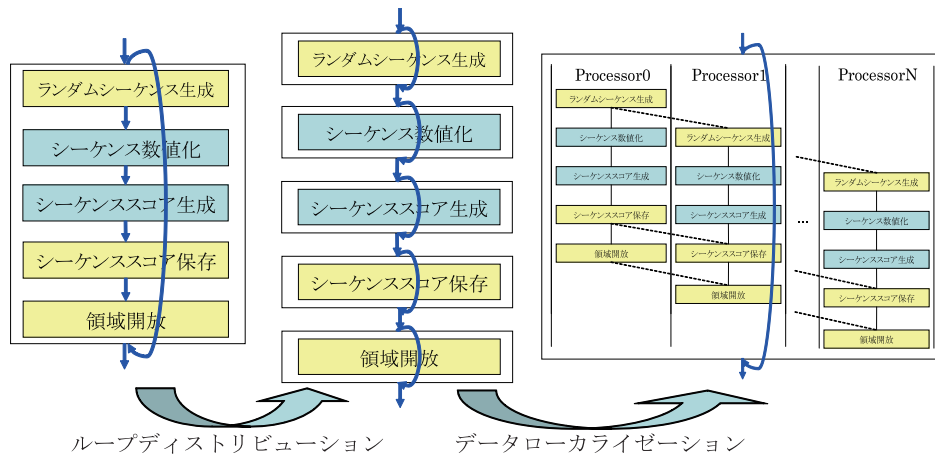 ランダムシーケンス生成
シーケンス数値化
シーケンススコア生成
シーケンススコア保存
領域開放
ランダムシーケンス生成
シーケンス数値化
シーケンススコア生成
シーケンススコア保存
領域開放
Processor0
ランダムシーケンス生成
シーケンス数値化
シーケンススコア生成
シーケンススコア保存
領域開放
Processor1
ランダムシーケンス生成
シーケンス数値化
シーケンススコア生成
シーケンススコア保存
領域開放
...
ProcessorN
ランダムシーケンス生成
シーケンス数値化
シーケンススコア生成
シーケンススコア保存
領域開放
ループディストリビューション
データローカライゼーション